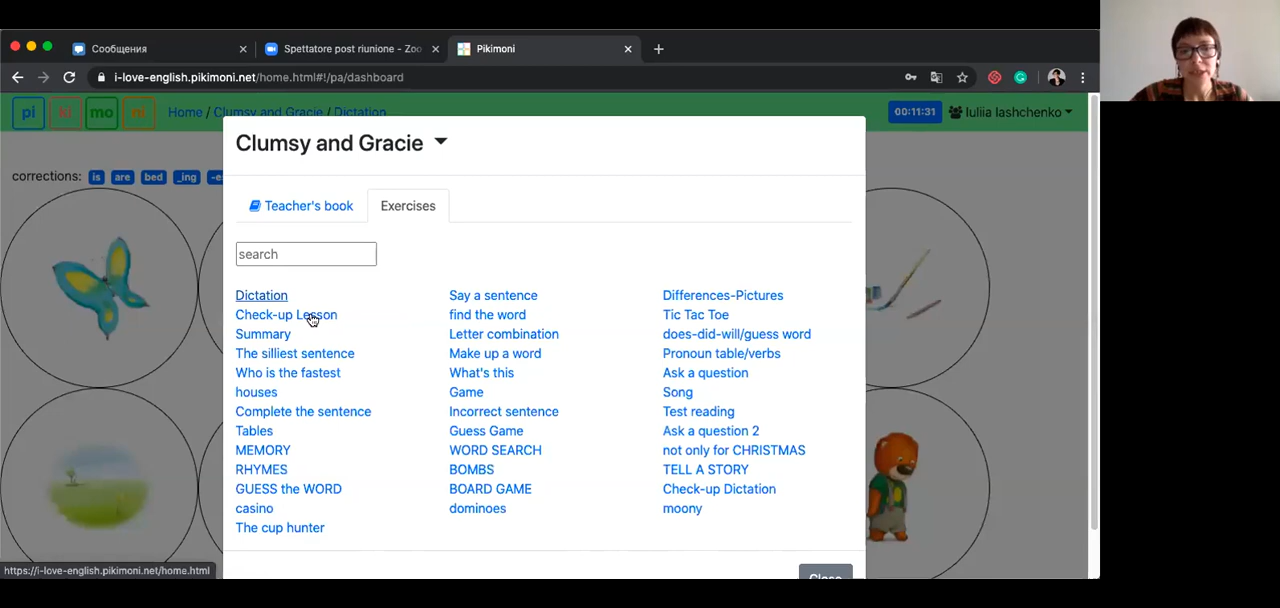 Сообщения
Spettatore post riunione - Zoo
Pikimoni
i-love-english.pikimoni.net/home.html#!/pa/dashboard
pi ki mo ni
Home / Clumsy and Gracie / Dictation
00:11:31
Iuliia Iashchenko
corrections: is are bed _ing -e
Clumsy and Gracie
Teacher's book
Exercises
search
Dictation
Check-up Lesson
Summary
The silliest sentence
Who is the fastest
houses
Complete the sentence
Tables
MEMORY
RHYMES
GUESS the WORD
casino
The cup hunter
Say a sentence
find the word
Letter combination
Make up a word
What's this
Game
Incorrect sentence
Guess Game
WORD SEARCH
BOMBS
BOARD GAME
dominoes
Differences-Pictures
Tic Tac Toe
does-did-will/guess word
Pronoun table/verbs
Ask a question
Song
Test reading
Ask a question 2
not only for CHRISTMAS
TELL A STORY
Check-up Dictation
moony
Close
https://i-love-english.pikimoni.net/home.html